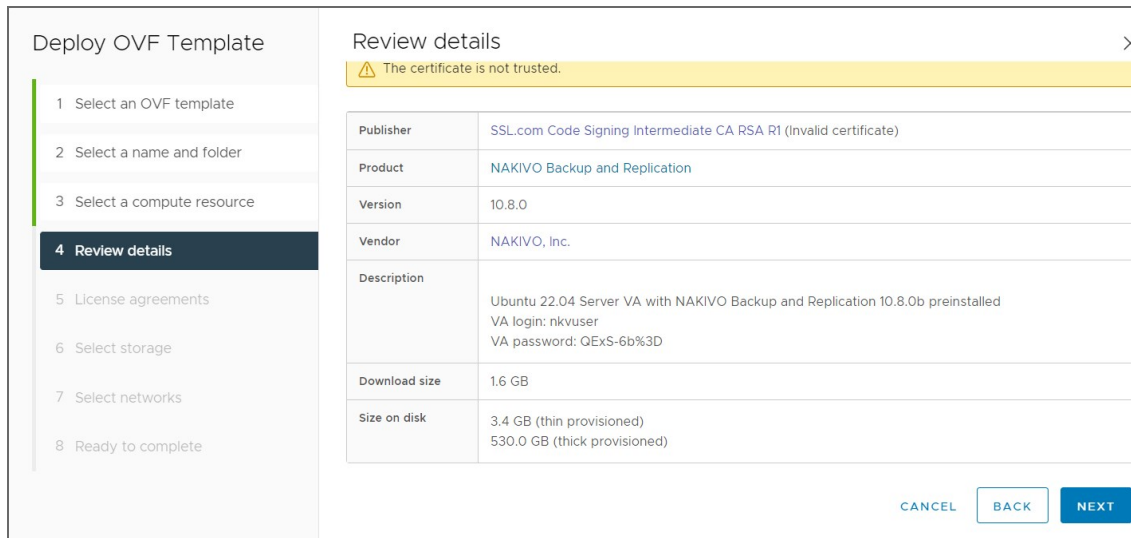 Deploy OVF Template
1 Select an OVF template
2 Select a name and folder
3 Select a compute resource
4 Review details
5 License agreements
6 Select storage
7 Select networks
8 Ready to complete
Review details
The certificate is not trusted.
Publisher SSL.com Code Signing Intermediate CA RSA R1 (Invalid certificate)
Product NAKIVO Backup and Replication
Version 10.8.0
Vendor NAKIVO, Inc.
Description
Ubuntu 22.04 Server VA with NAKIVO Backup and Replication 10.8.0b preinstalled
VA login: nkvuser
VA password: QExS-6b%3D
Download size 1.6 GB
Size on disk 3.4 GB (thin provisioned)
530.0 GB (thick provisioned)
CANCEL BACK NEXT